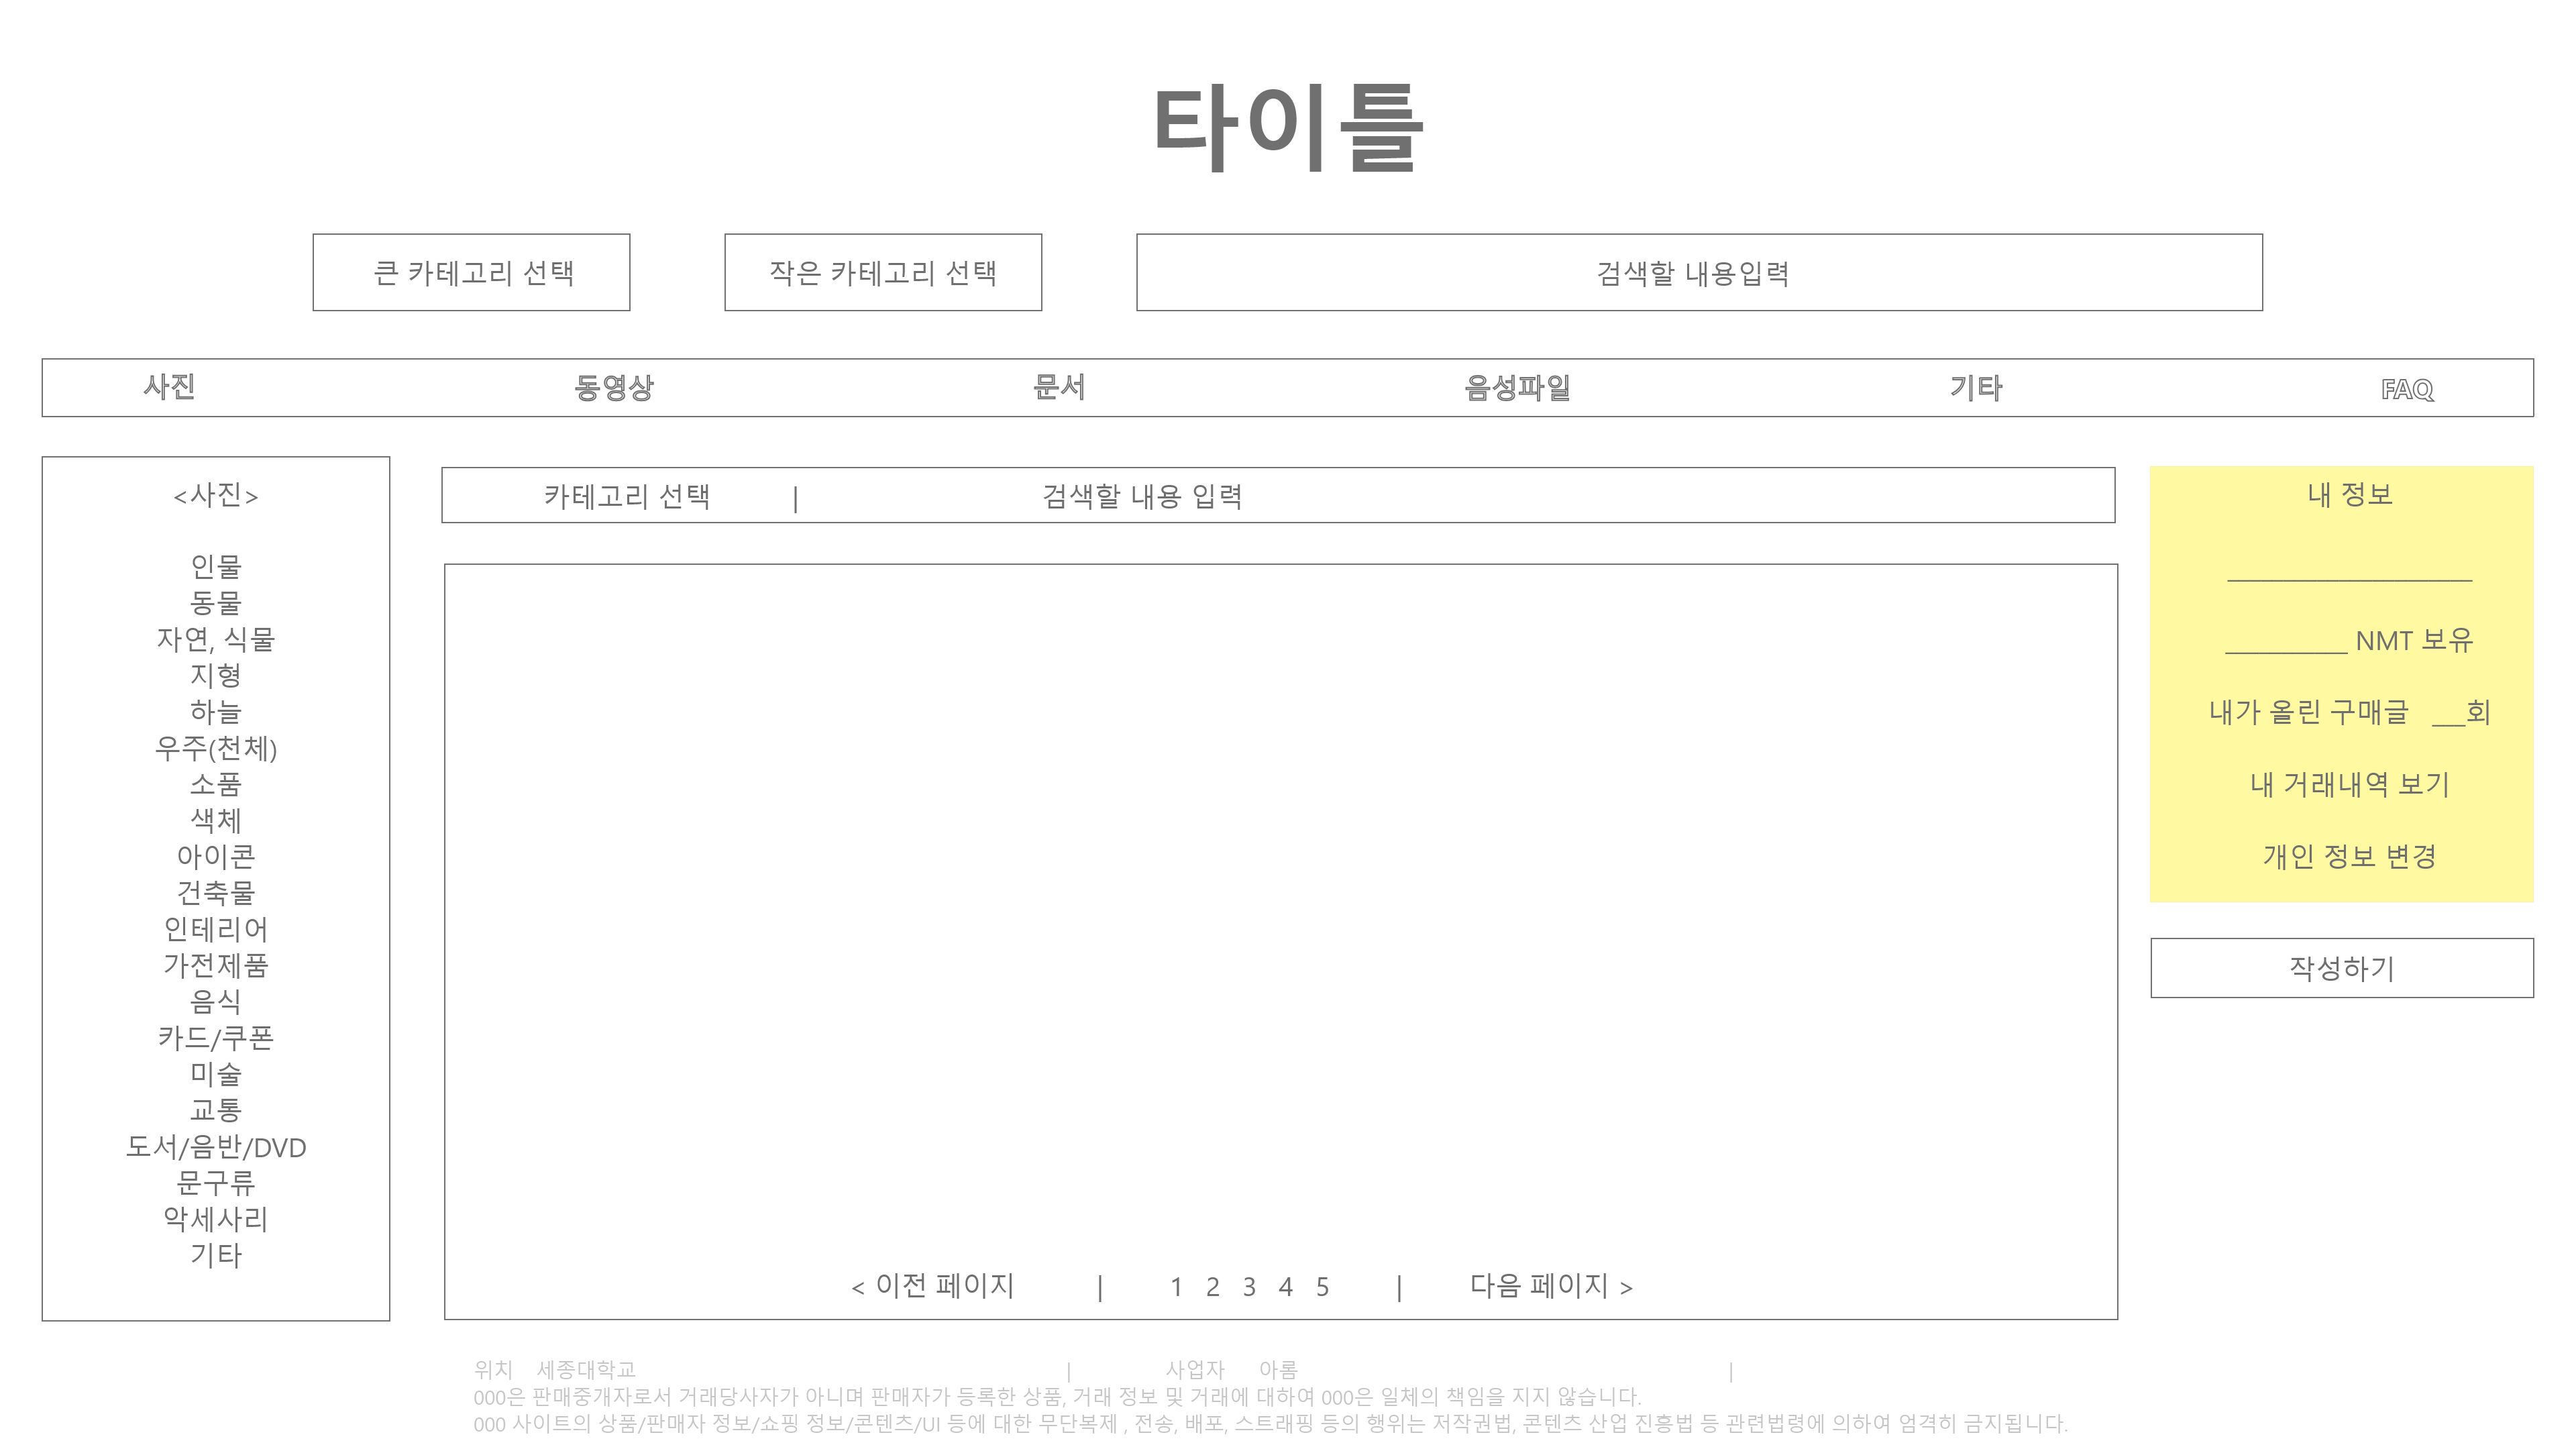 타이틀
큰 카테고리 선택
작은 카테고리 선택
검색할 내용입력
사진 동영상 문서 음성파일 기타 FAQ
<사진>
인물
동물
자연, 식물
지형
하늘
우주(천체)
소품
색체
아이콘
건축물
인테리어
가전제품
음식
카드/쿠폰
미술
교통
도서/음반/DVD
문구류
악세사리
기타
카테고리 선택 | 검색할 내용 입력
< 이전 페이지 | 1 2 3 4 5 | 다음 페이지 >
내 정보
____________________
__________ NMT 보유
내가 올린 구매글 ___회
내 거래내역 보기
개인 정보 변경
작성하기
위치 세종대학교 | 사업자 아롬 |
000은 판매중개자로서 거래당사자가 아니며 판매자가 등록한 상품, 거래 정보 및 거래에 대하여 000은 일체의 책임을 지지 않습니다.
000 사이트의 상품/판매자 정보/쇼핑 정보/콘텐츠/UI 등에 대한 무단복제 , 전송, 배포, 스트래핑 등의 행위는 저작권법, 콘텐츠 산업 진흥법 등 관련법령에 의하여 엄격히 금지됩니다.